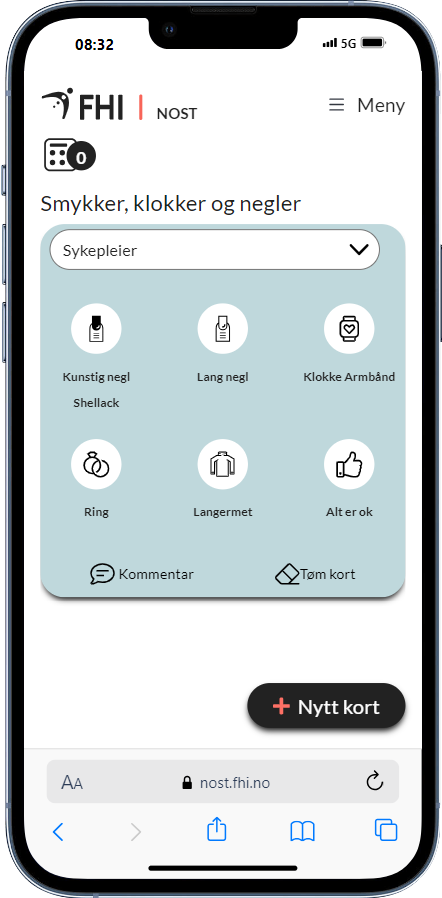 08:32
5G
FHI
NOST
Meny
0
Smykker, klokker og negler
Sykepleier
Kunstig negl
Shellack
Lang negl
Klokke Armbånd
Ring
Langermet
Alt er ok
Kommentar
Tøm kort
Nytt kort
AA
nost.fhi.no